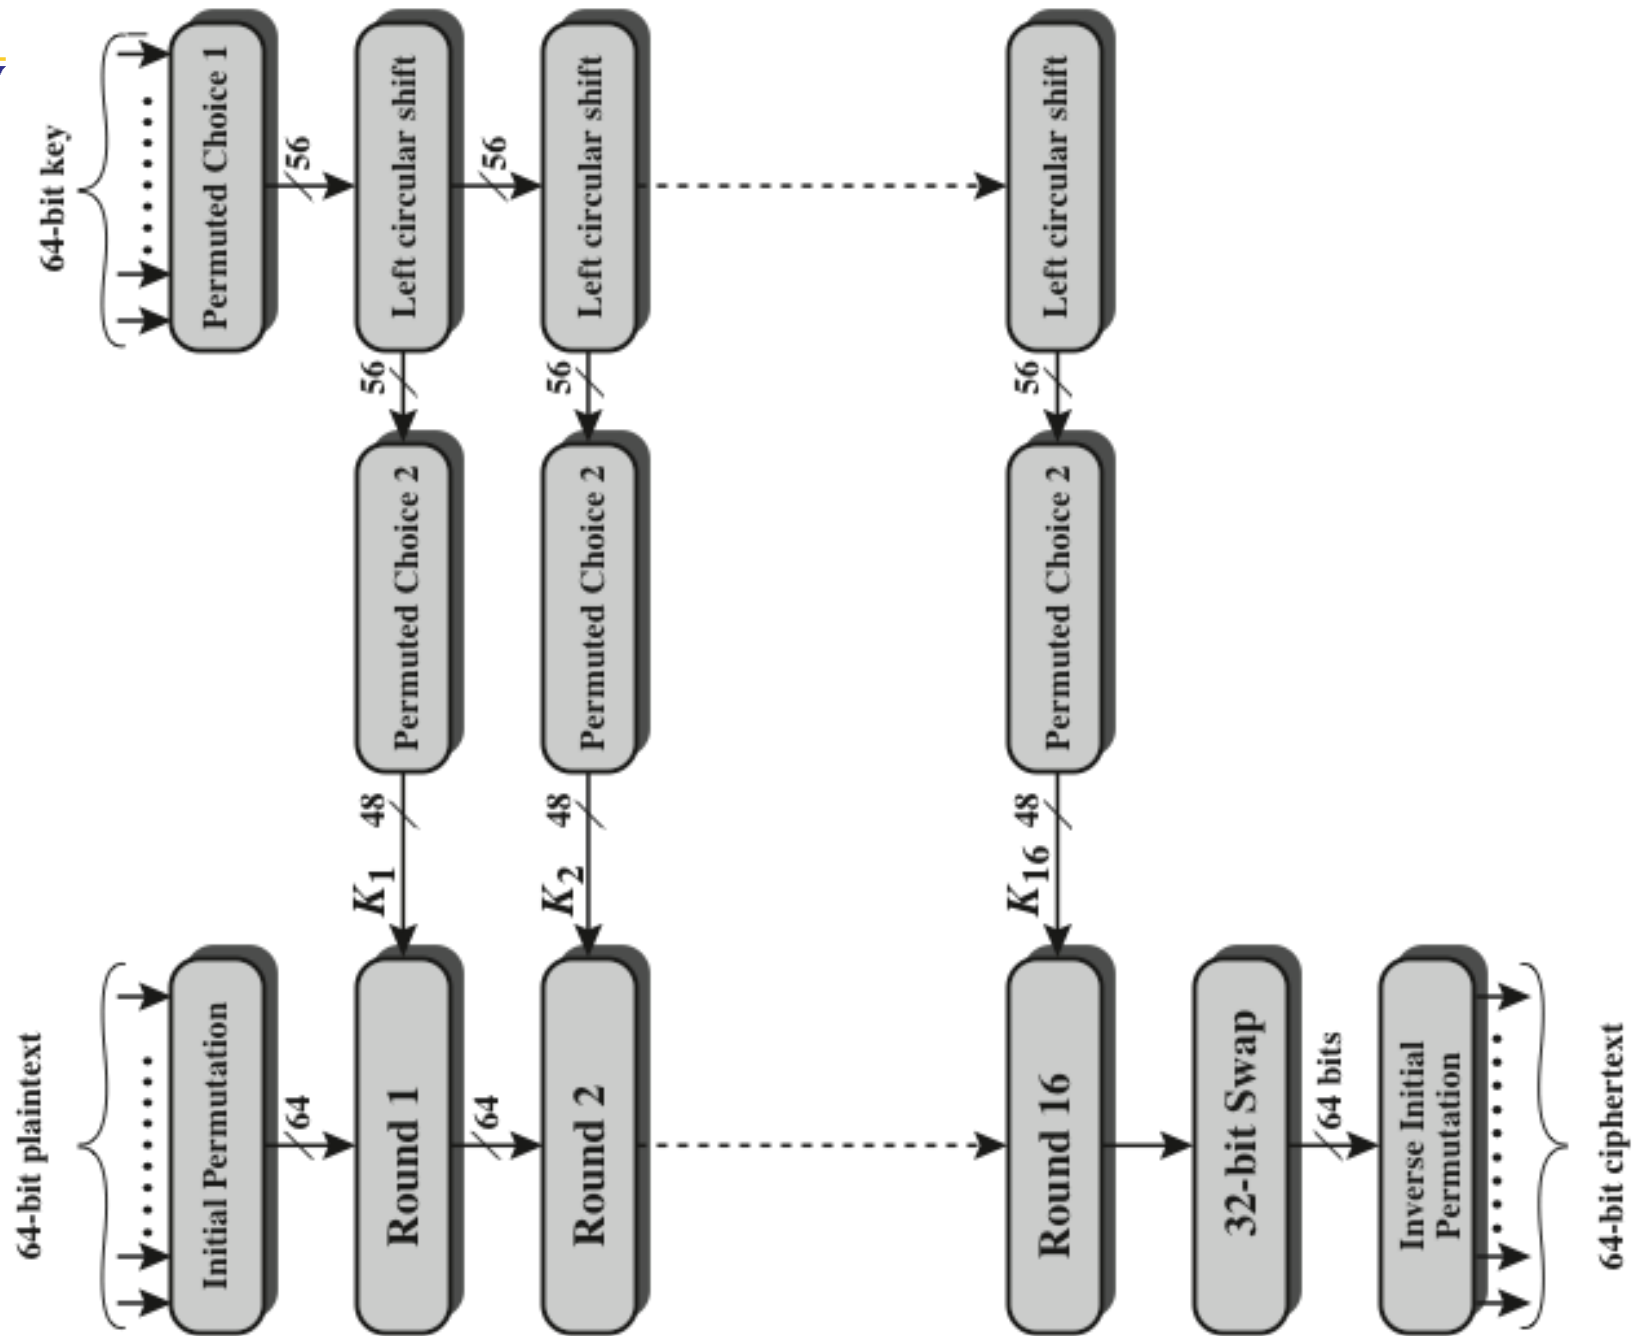 64-bit plaintext
64-bit key
Initial Permutation
Permuted Choice 1
64
56
Round 1
K1
48
Permuted Choice 2
56
Left circular shift
64
56
Round 2
K2
48
Permuted Choice 2
56
Left circular shift
Round 16
K16
48
Permuted Choice 2
56
Left circular shift
32-bit Swap
64 bits
Inverse Initial
Permutation
64-bit ciphertext